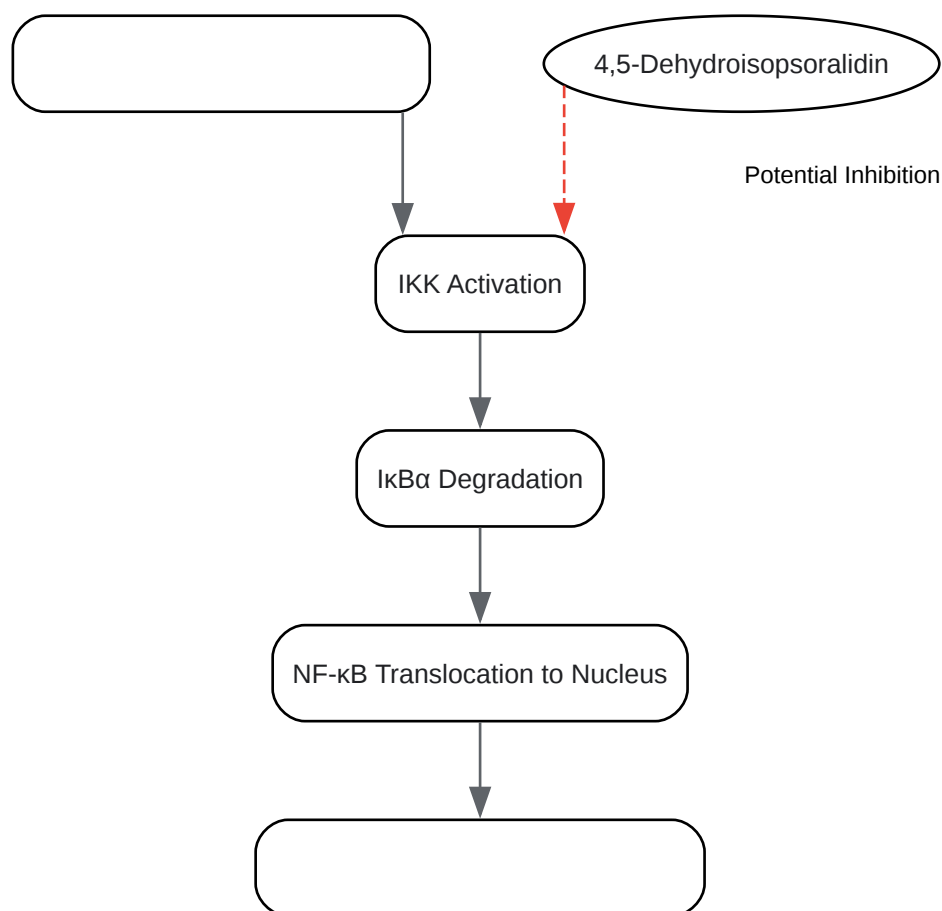 4,5-Dehydroisopsoralidin
Potential Inhibition
IKK Activation
IκBα Degradation
NF-κB Translocation to Nucleus